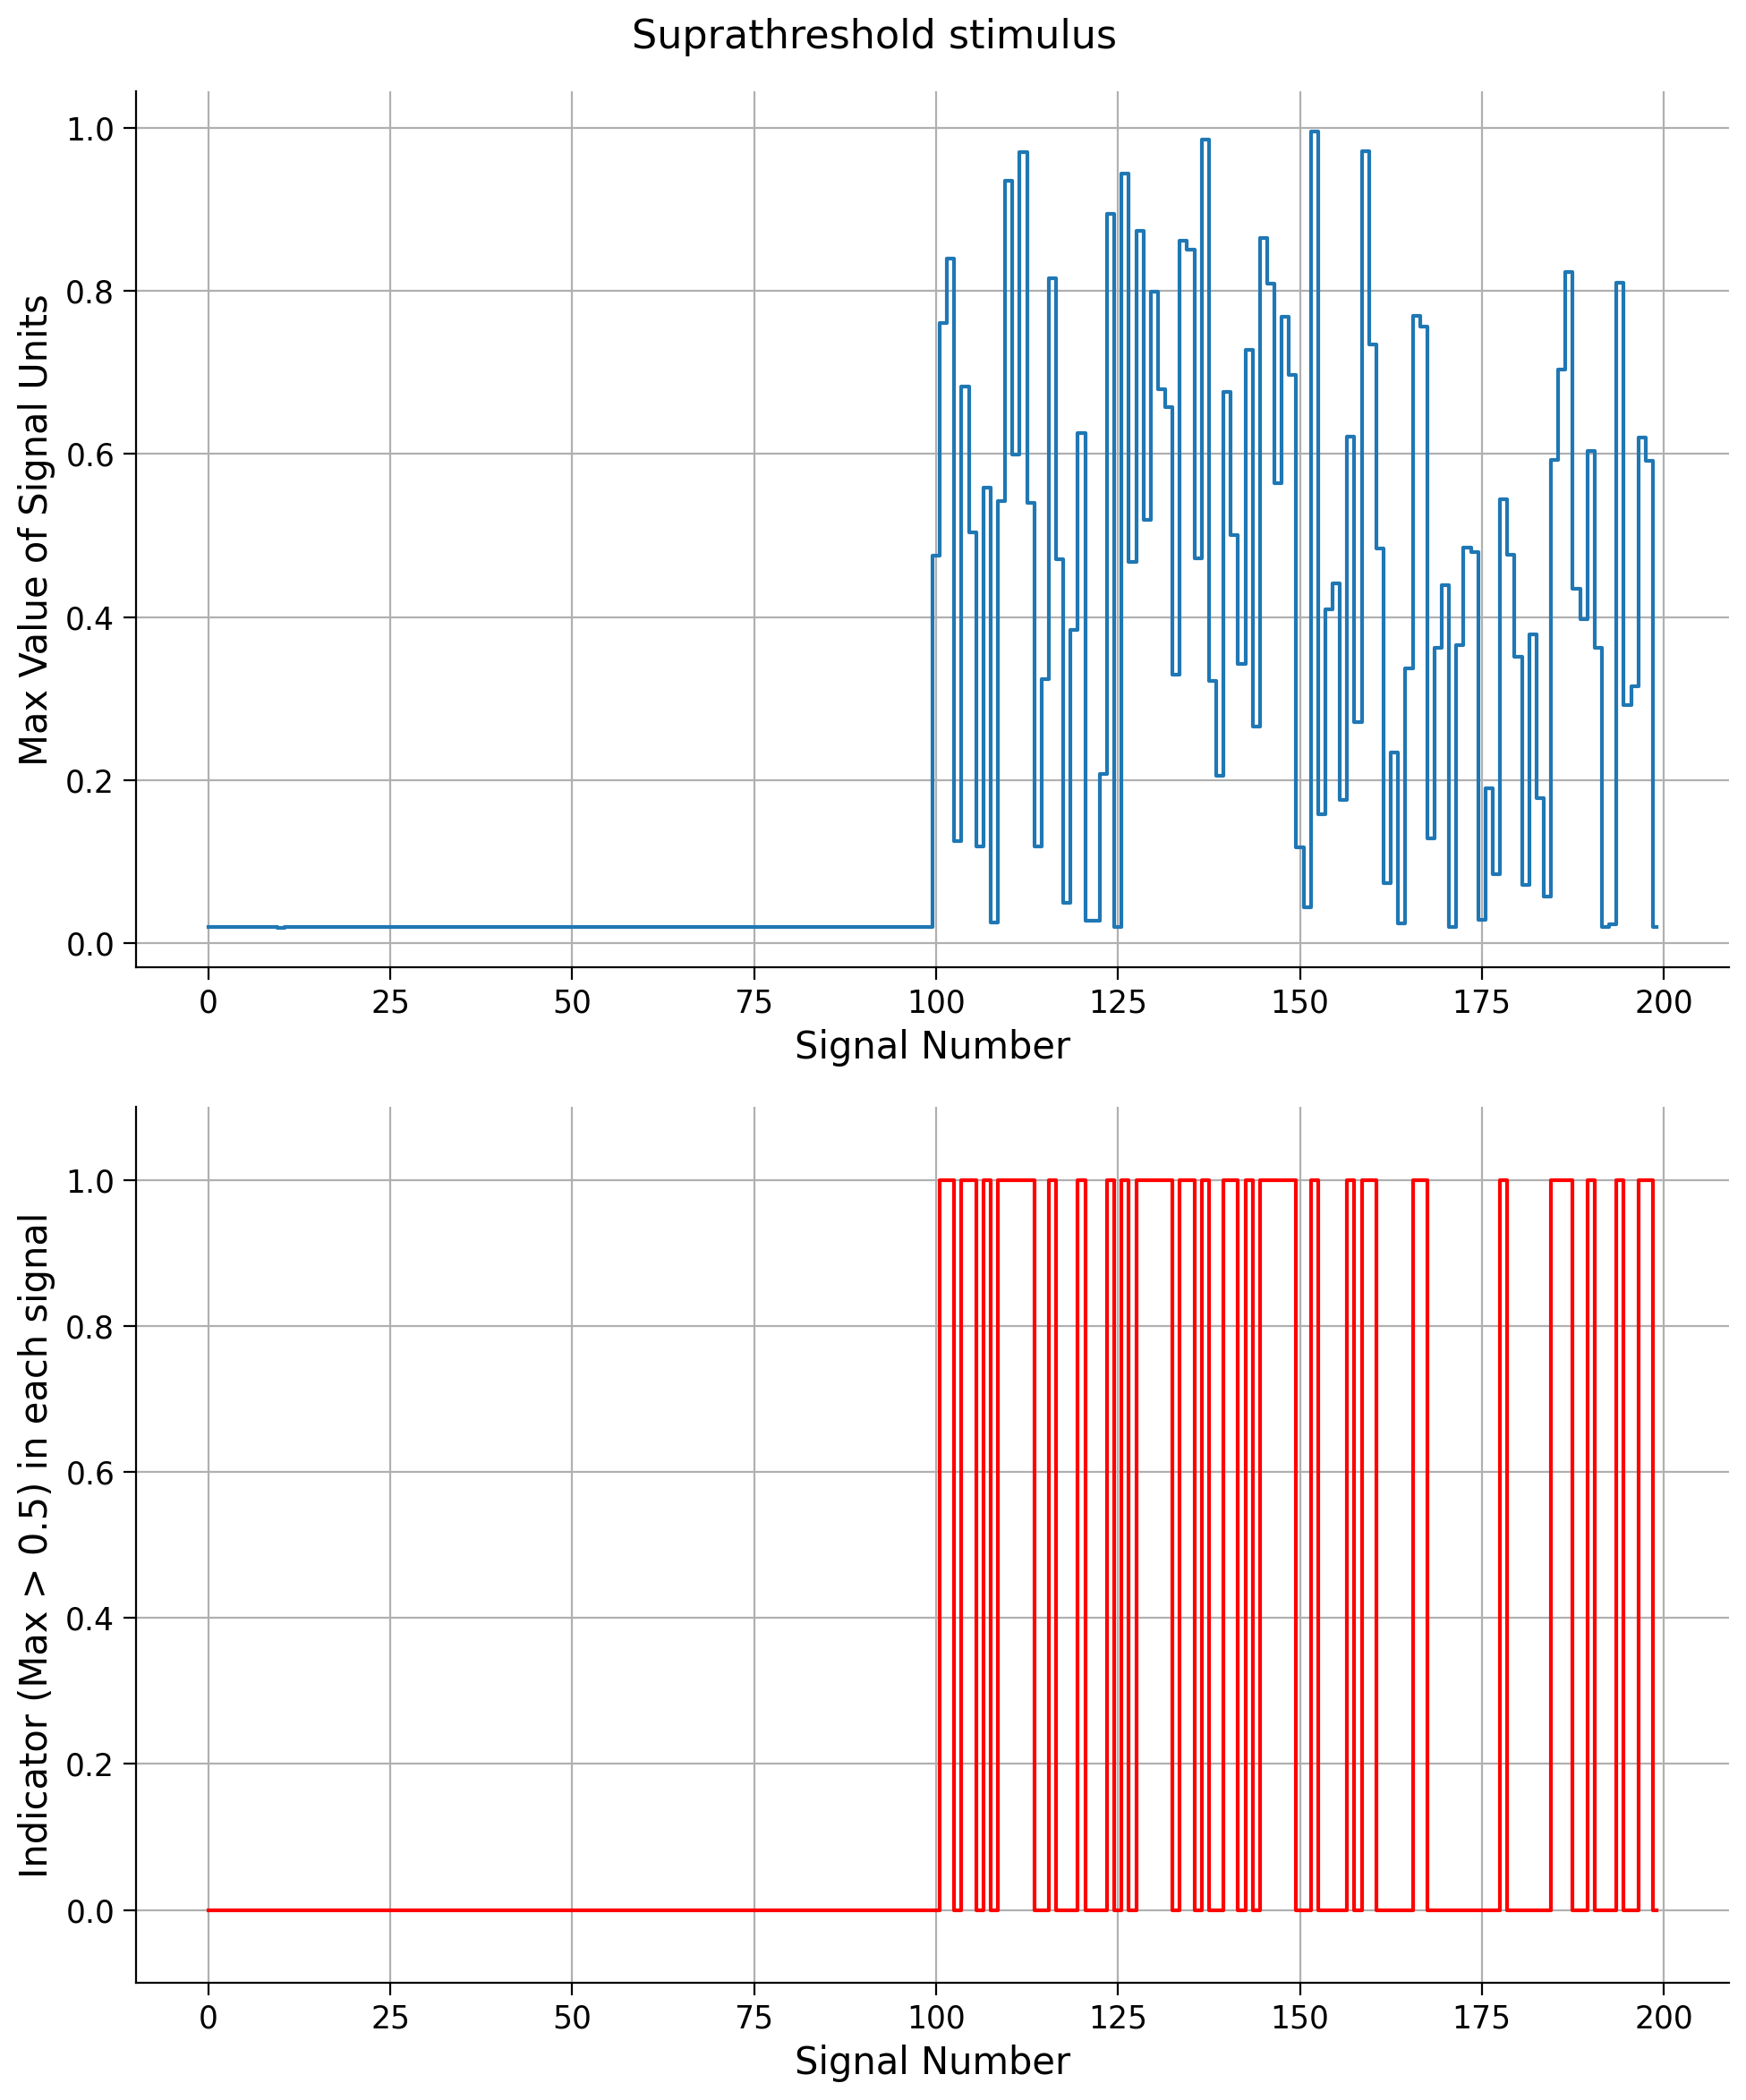 Suprathreshold stimulus
Max Value of Signal Units
1.0
0.8
0.6
0.4
0.2
0.0
0 25 50 75 100 125 150 175 200
Signal Number
Indicator (Max > 0.5) in each signal
1.0
0.8
0.6
0.4
0.2
0.0
0 25 50 75 100 125 150 175 200
Signal Number